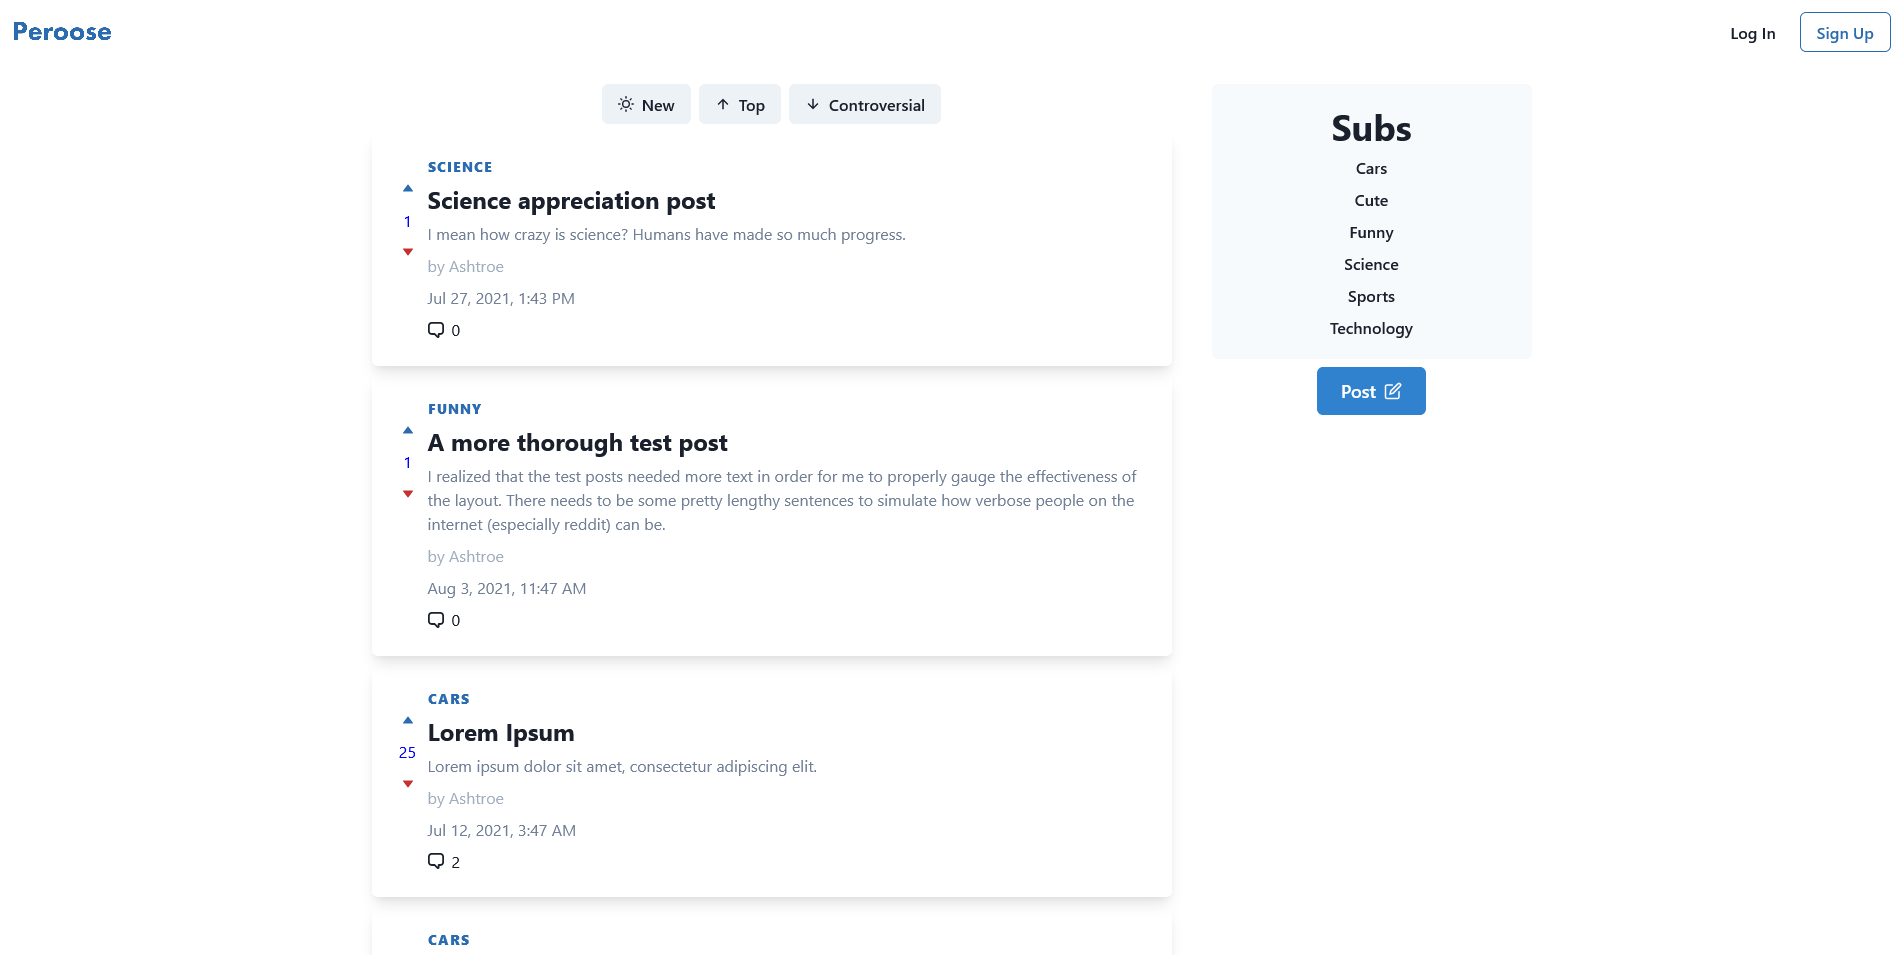 Peroose
Log In
Sign Up
New
Top
Controversial
SCIENCE
Science appreciation post
1
I mean how crazy is science? Humans have made so much progress.
by Ashtroe
Jul 27, 2021, 1:43 PM
0
FUNNY
A more thorough test post
1
I realized that the test posts needed more text in order for me to properly gauge the effectiveness of
the layout. There needs to be some pretty lengthy sentences to simulate how verbose people on the
internet (especially reddit) can be.
by Ashtroe
Aug 3, 2021, 11:47 AM
0
CARS
Lorem Ipsum
25
Lorem ipsum dolor sit amet, consectetur adipiscing elit.
by Ashtroe
Jul 12, 2021, 3:47 AM
2
CARS
Subs
Cars
Cute
Funny
Science
Sports
Technology
Post